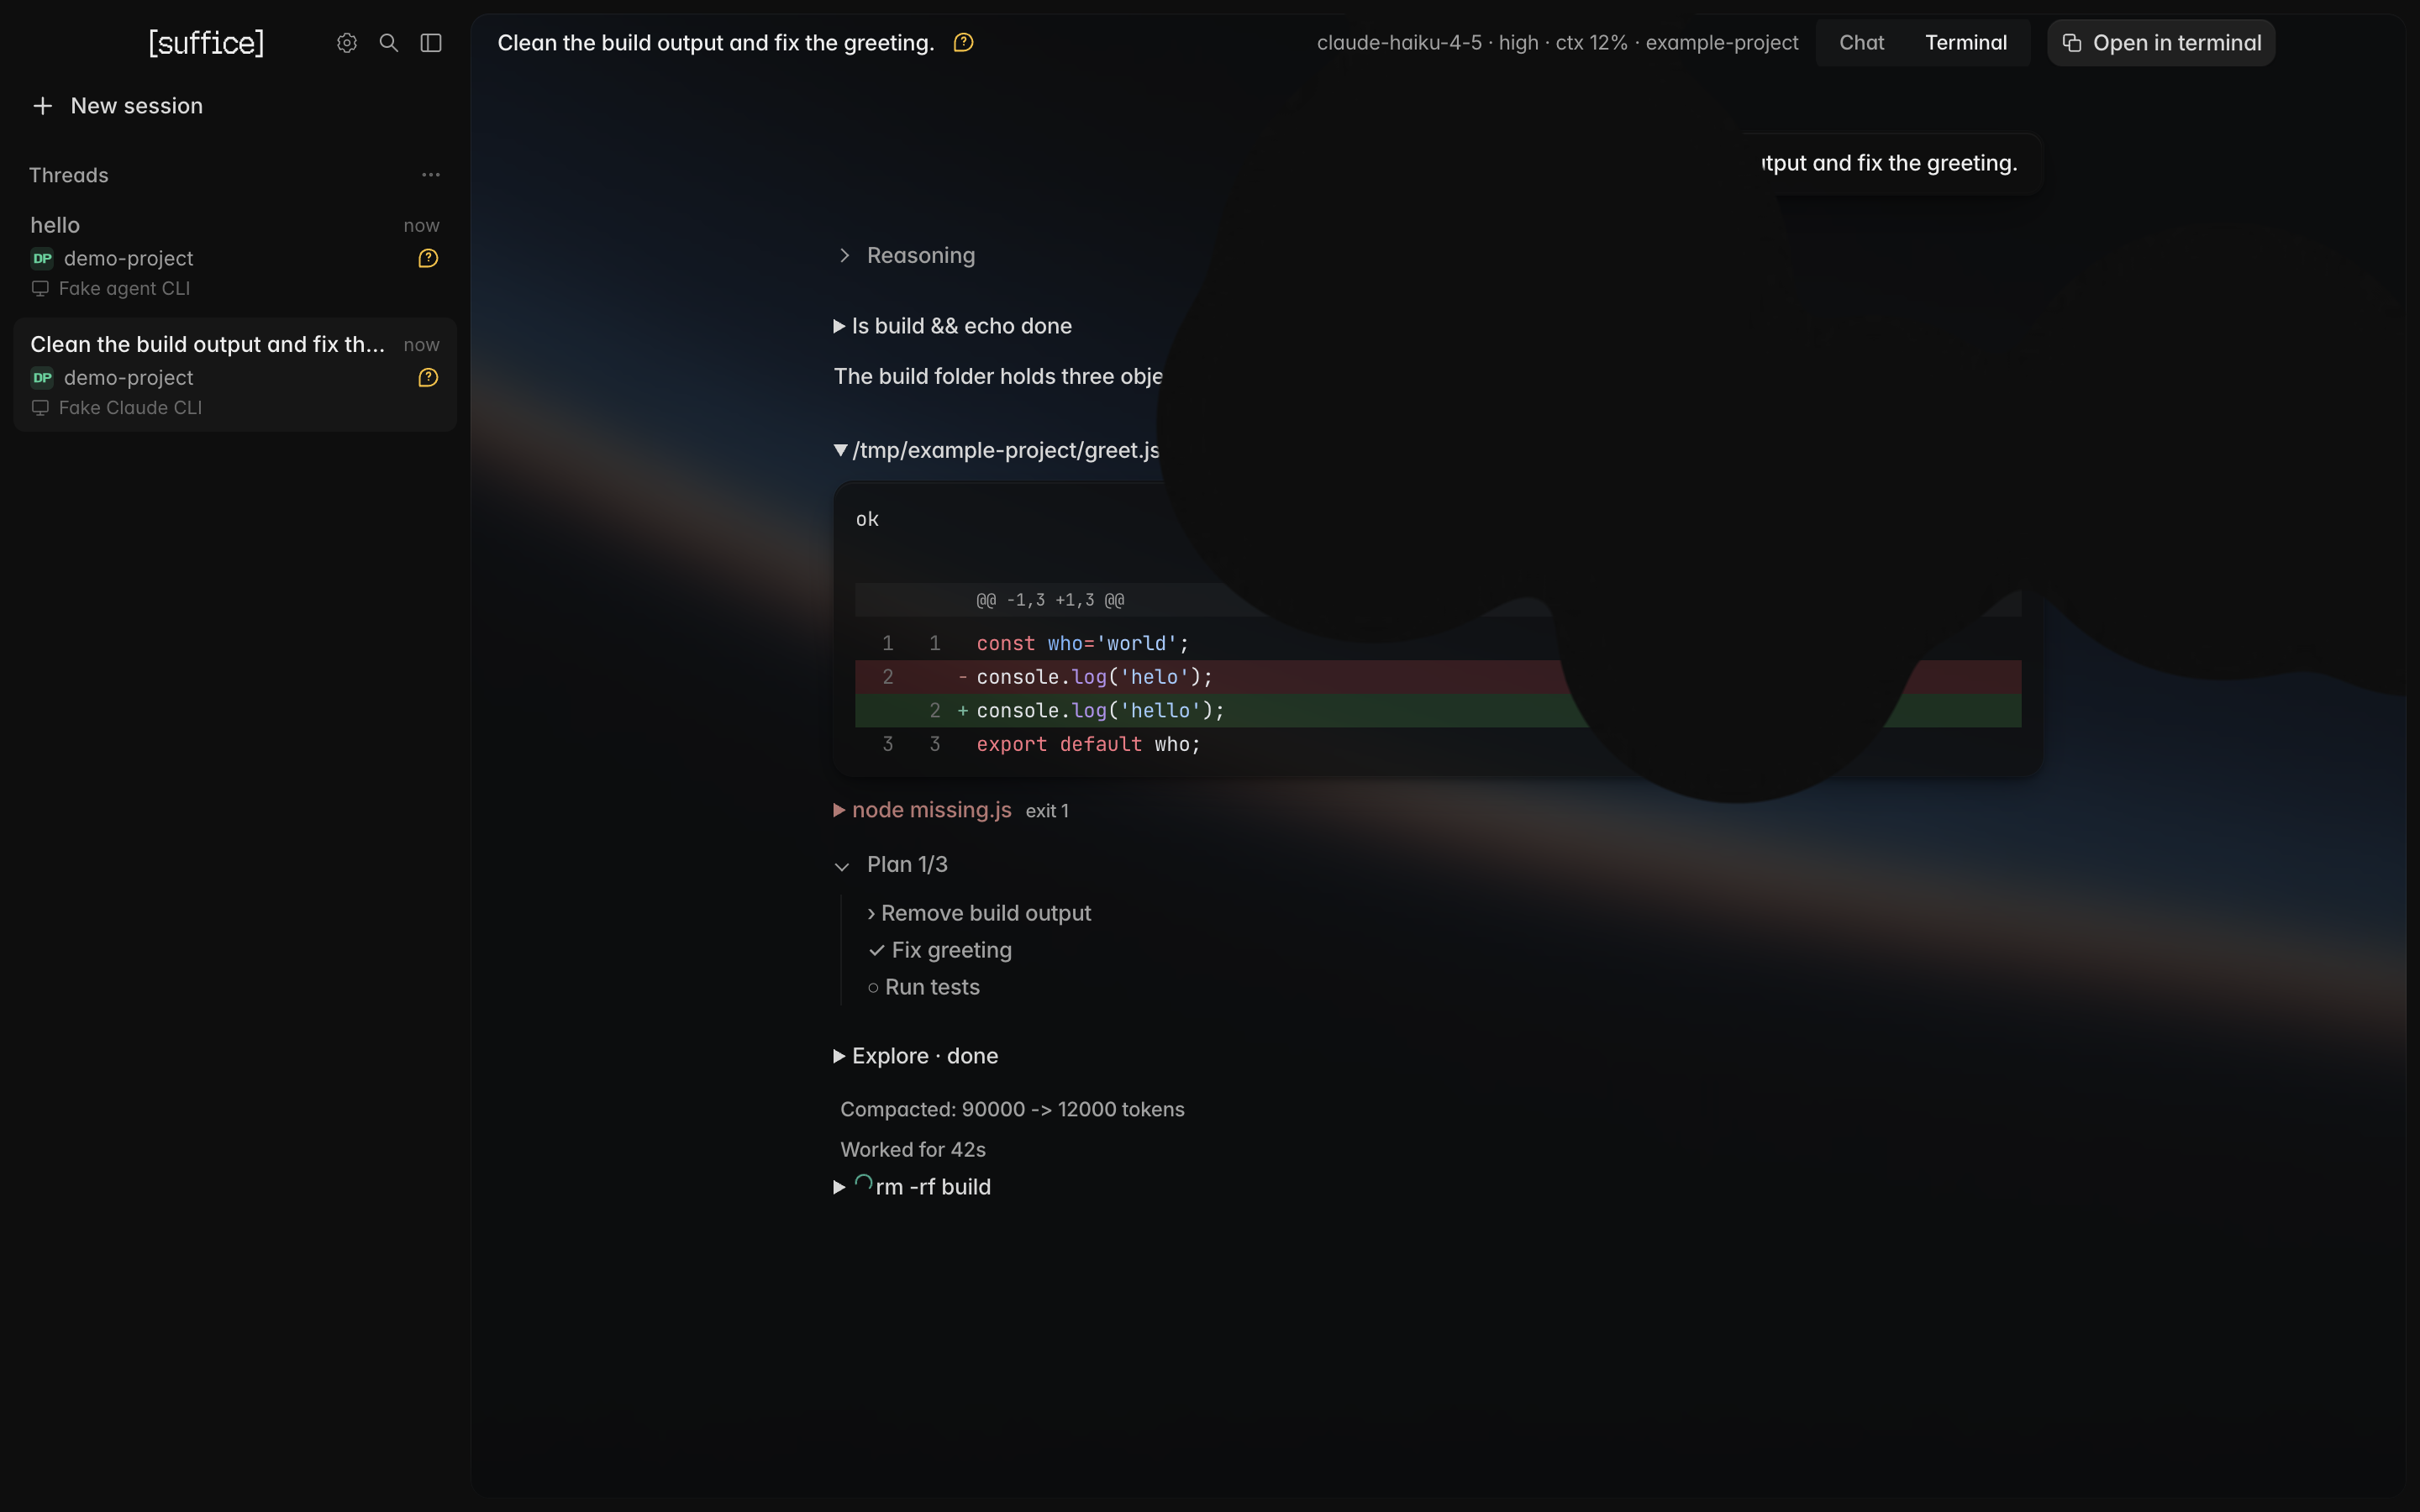 [suffice]
New session
Threads
hello now
DP demo-project
Fake agent CLI
Clean the build output and fix th... now
DP demo-project
Fake Claude CLI
Clean the build output and fix the greeting.
claude-haiku-4-5 · high · ctx 12% · example-project
Chat Terminal Open in terminal
and fix the greeting.
Reasoning
ls build && echo done
The build folder holds three
/tmp/example-project/greet.js
ok
@@ -1,3 +1,3 @@
1 1 const who='world';
2 - console.log('helo');
2 + console.log('hello');
3 3 export default who;
node missing.js exit 1
Plan 1/3
› Remove build output
✓ Fix greeting
○ Run tests
Explore · done
Compacted: 90000 -> 12000 tokens
Worked for 42s
rm -rf build